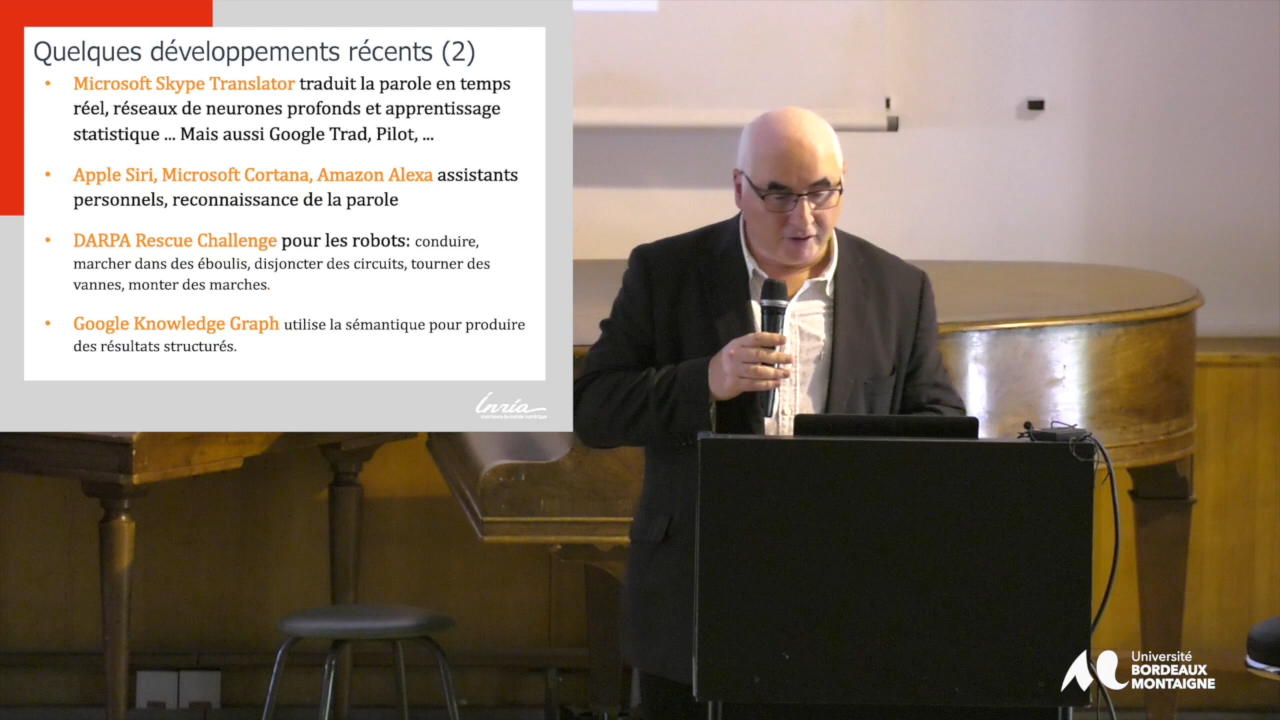 Quelques développements récents (2)
• Microsoft Skype Translator traduit la parole en temps
réel, réseaux de neurones profonds et apprentissage
statistique ... Mais aussi Google Trad, Pilot, ...
• Apple Siri, Microsoft Cortana, Amazon Alexa assistants
personnels, reconnaissance de la parole
• DARPA Rescue Challenge pour les robots: conduire,
marcher dans des éboulis, disjoncter des circuits, tourner des
vannes, monter des marches.
• Google Knowledge Graph utilise la sémantique pour produire
des résultats structurés.
Inria
Université
BORDEAUX
MONTAIGNE